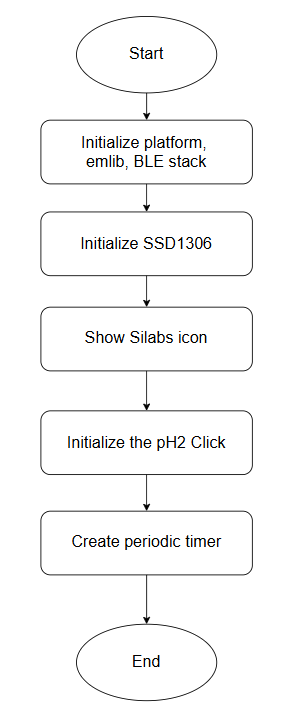 Start
Initialize platform,
emlib, BLE stack
Initialize SSD1306
Show Silabs icon
Initialize the pH2 Click
Create periodic timer
End